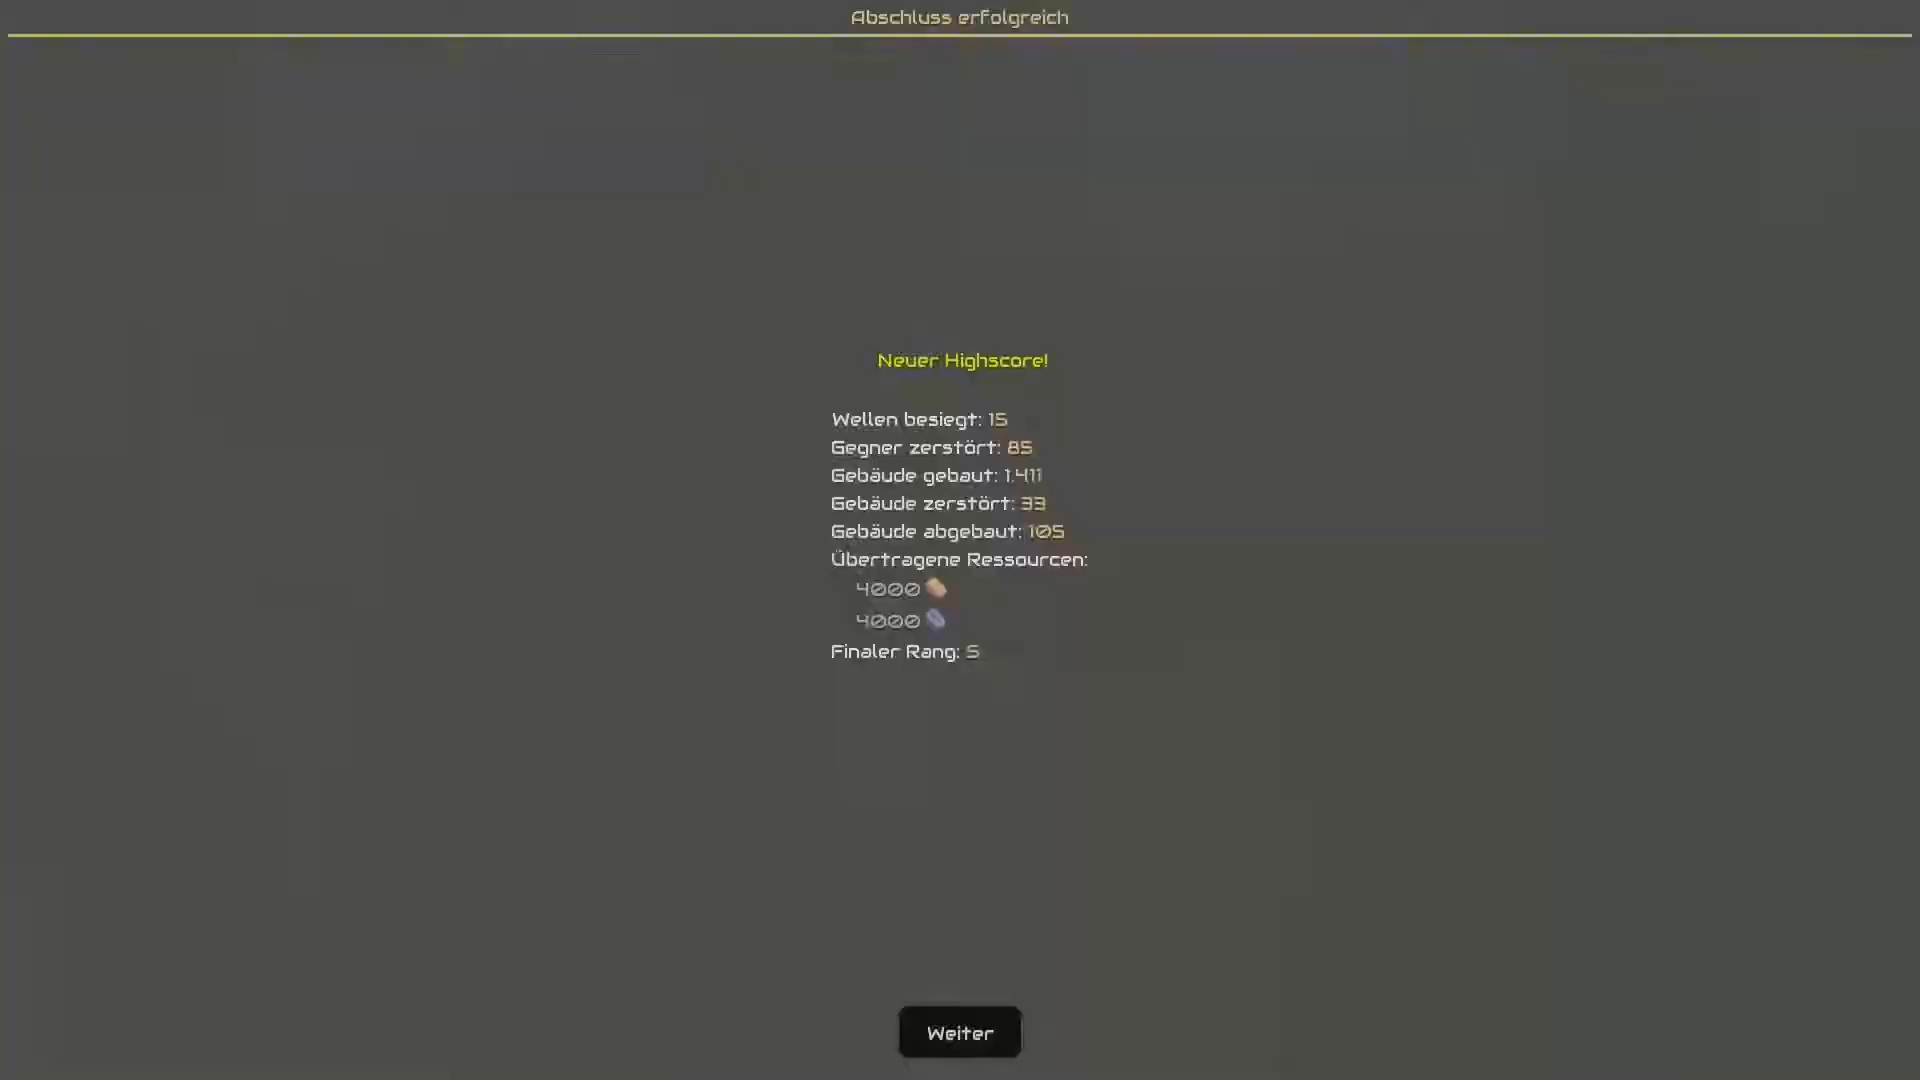 Abschluss erfolgreich
Neuer Highscore!
Wellen besiegt: 15
Gegner zerstört: 85
Gebäude gebaut: 1.411
Gebäude zerstört: 33
Gebäude abgebaut: 105
Übertragene Ressourcen:
4000
4000
Finaler Rang: S
Weiter